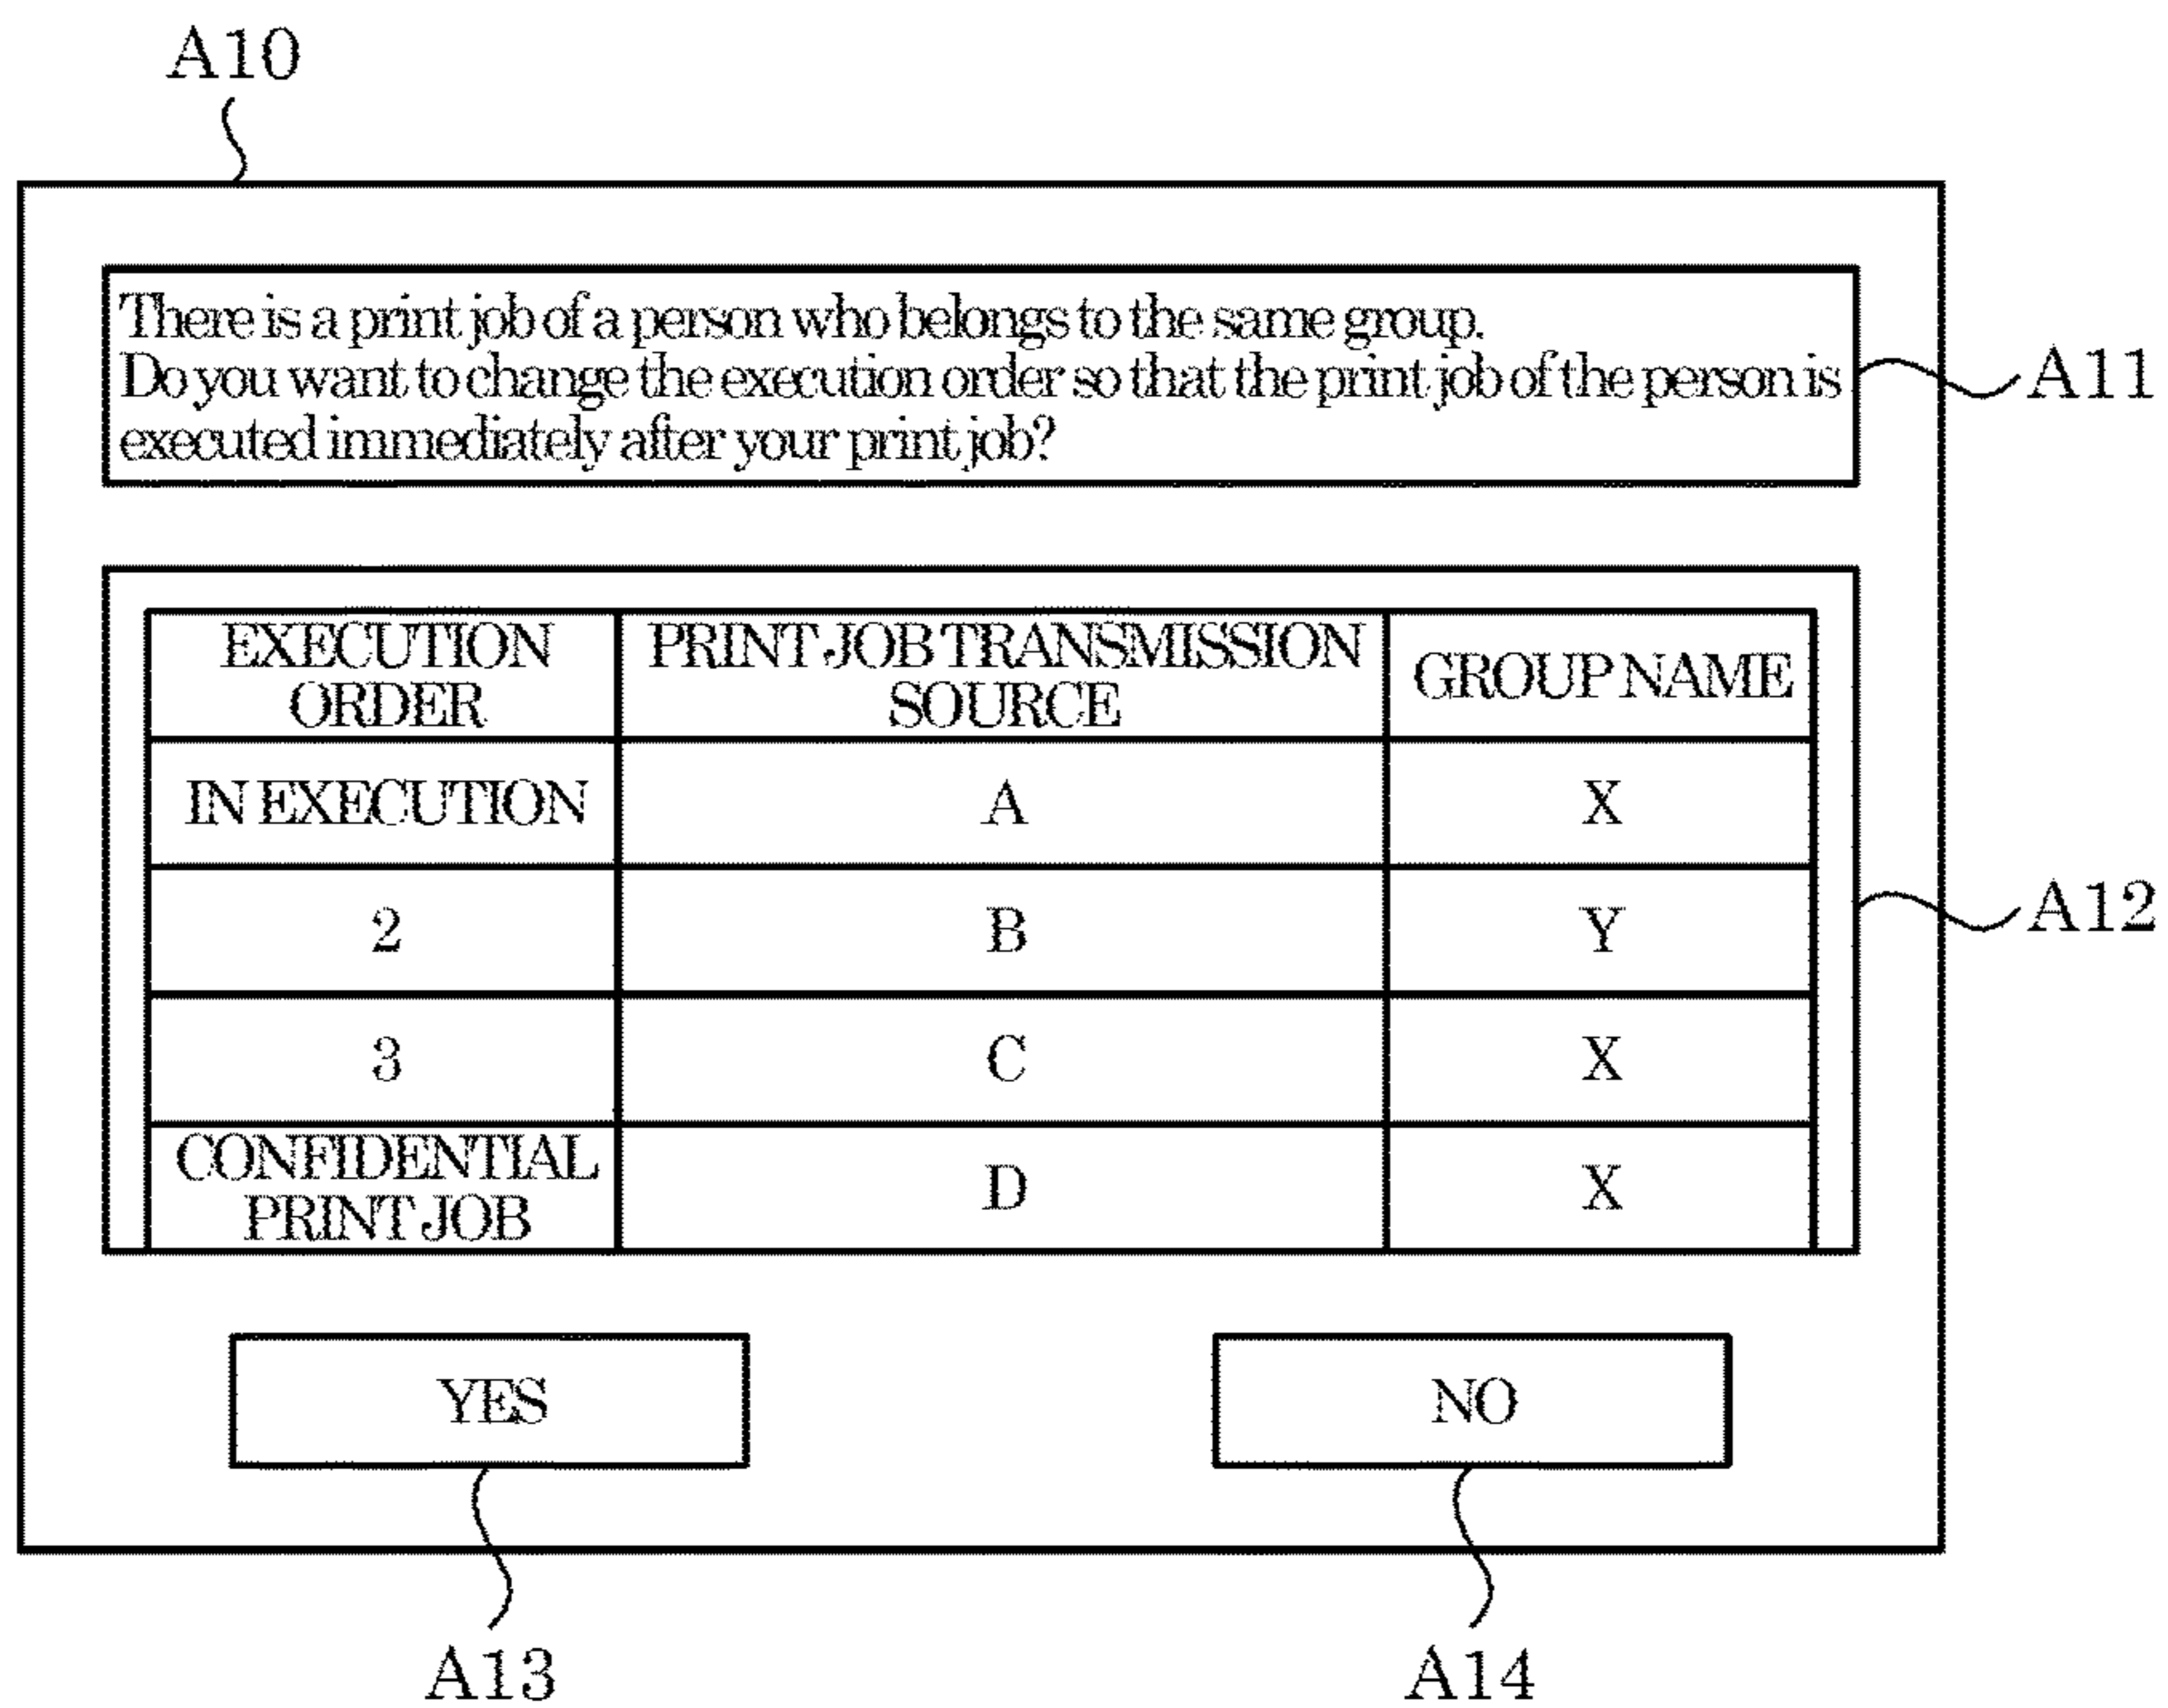 A10
There is a print job of a person who belongs to the same group.
Do you want to change the execution order so that the print job of the person is
executed immediately after your print job?
A11
EXECUTION
ORDER
PRINT JOB TRANSMISSION
SOURCE
GROUP NAME
IN EXECUTION
A
X
2
B
Y
A12
3
C
X
CONFIDENTIAL
PRINT JOB
D
X
YES
NO
A13
A14